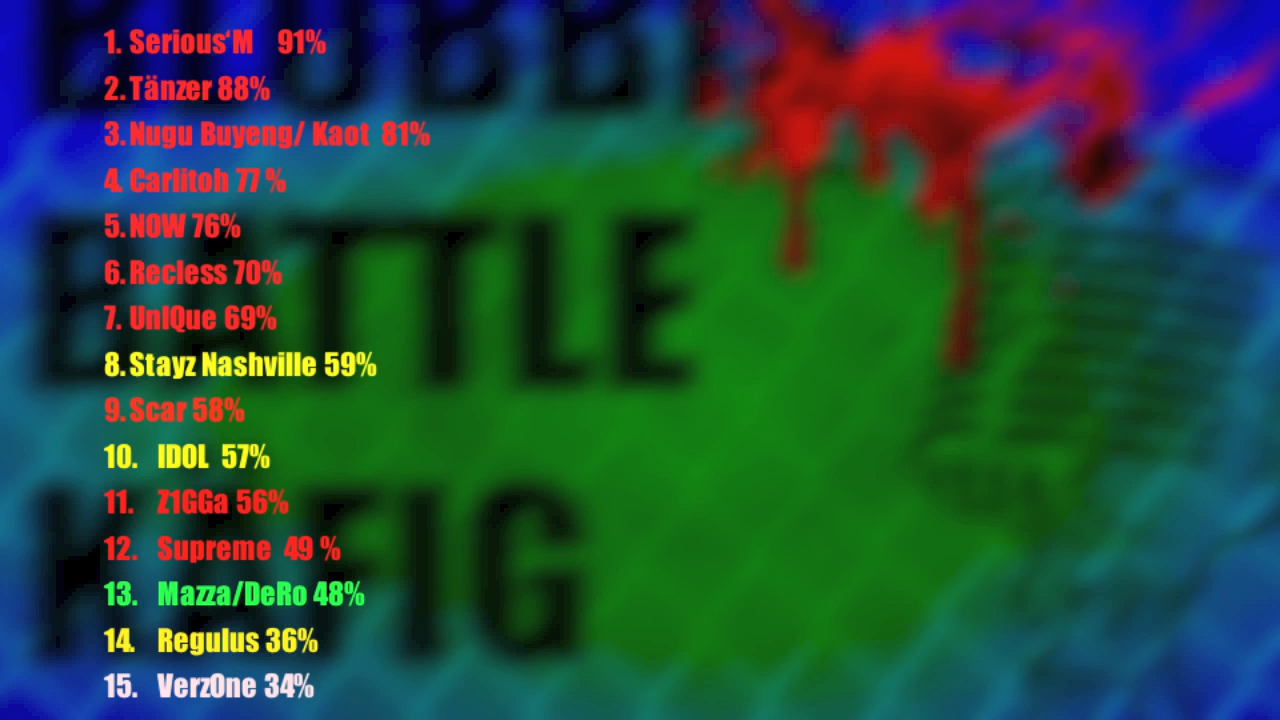 1. Serious'M 91%
2. Tänzer 88%
3. Nugu Buyeng/ Kaot 81%
4. Carlitoh 77 %
5. NOW 76%
6. Recless 70%
7. UnIQue 69%
8. Stayz Nashville 59%
9. Scar 58%
10. IDOL 57%
11. Z1GGa 56%
12. Supreme 49 %
13. Mazza/DeRo 48%
14. Regulus 36%
15. VerzOne 34%
BATTLE